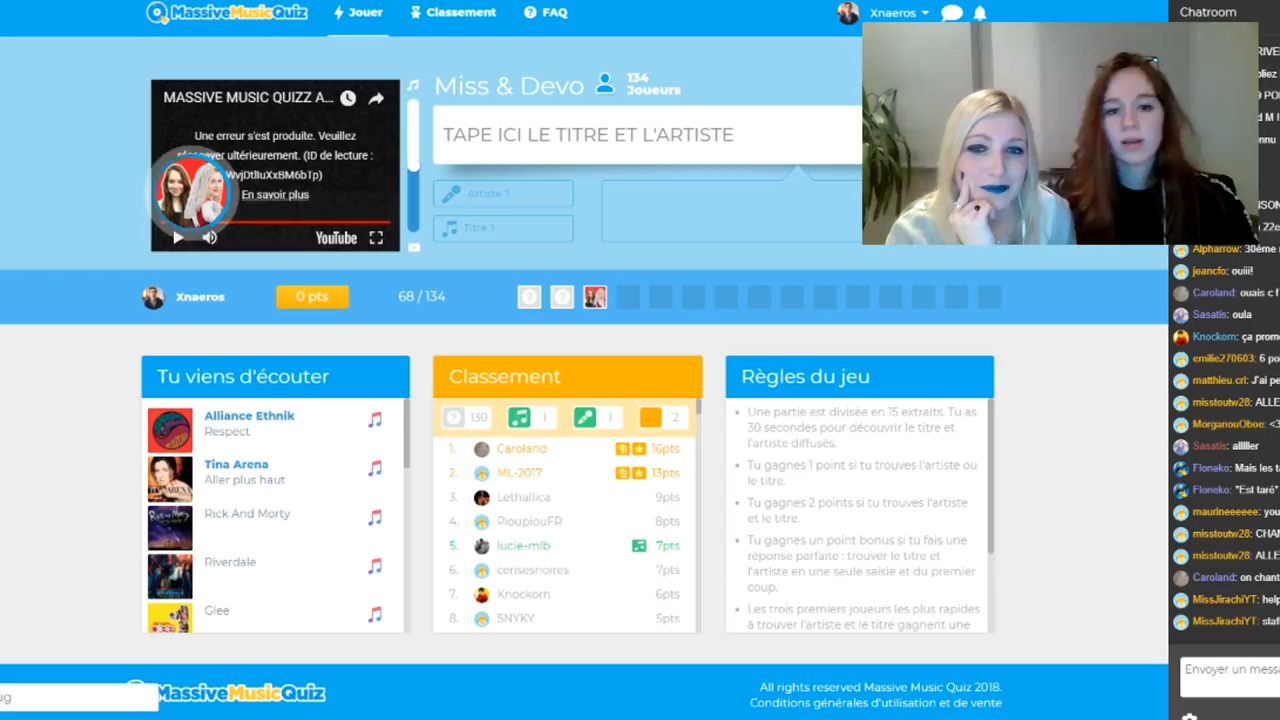 MassiveMusicQuiz
Jouer
Classement
FAQ
Xnaeros
Chatroom
MASSIVE MUSIC QUIZZ A...
Une erreur s'est produite. Veuillez
ultérieurement. (ID de lecture :
WvjDtlIuXxBM6bTp)
En savoir plus
YouTube
Miss & Devo
134
Joueurs
TAPE ICI LE TITRE ET L'ARTISTE
Artiste ?
Titre ?
Xnaeros
0 pts
68 / 134
Tu viens d'écouter
Alliance Ethnik
Respect
Tina Arena
Aller plus haut
Rick And Morty
Riverdale
Glee
Classement
130
1
1
2
1. Caroland 16pts
2. ML-2017 13pts
3. Lethallica 9pts
4. PioupiouFR 8pts
5. lucie-mlb 7pts
6. cerisesnoires 7pts
7. Knockorn 6pts
8. SNYKY 5pts
Règles du jeu
Une partie est divisée en 15 extraits. Tu as
30 secondes pour découvrir le titre et
l'artiste diffusés.
Tu gagnes 1 point si tu trouves l'artiste ou
le titre.
Tu gagnes 2 points si tu trouves l'artiste
et le titre.
Tu gagnes un point bonus si tu fais une
réponse parfaite : trouver le titre et
l'artiste en une seule saisie et du premier
coup.
Les trois premiers joueurs les plus rapides
à trouver l'artiste et le titre gagnent une
Alpharrow: 30ème
jeancfo: ouiii!
Caroland: ouais c f
Sasatis: oula
Knockorn: ça prom
emilie270603: 6 po
matthieu.crl: J'ai pe
misstoutw28: ALLE
MorganouOboe: <3
Sasatis: alllller
Floneko: Mais les ta
Floneko: "Est taré"
maurineeeeee: you
misstoutw28: CHAN
misstoutw28: ALLE
Caroland: on chant
MissJirachiYT: help
MissJirachiYT: staf
Envoyer un messa
ug
MassiveMusicQuiz
All rights reserved Massive Music Quiz 2018.
Conditions générales d'utilisation et de vente